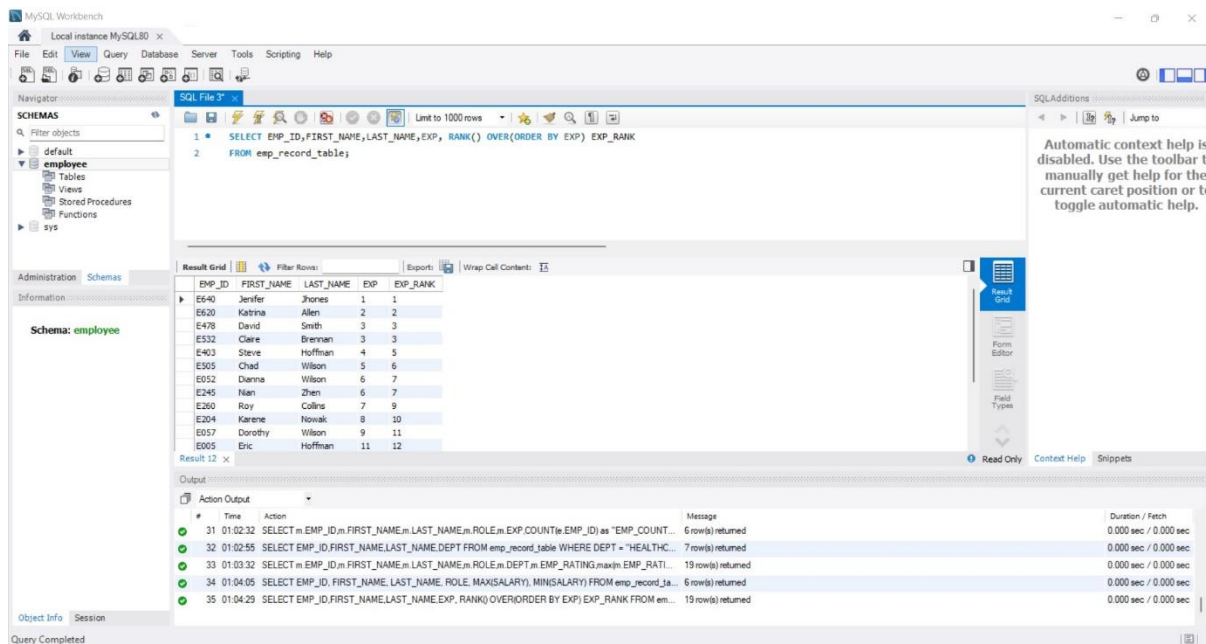 MySQL Workbench
Local instance MySQL80 ×
File Edit View Query Database Server Tools Scripting Help
Navigator
SCHEMAS
Filter objects
default
employee
Tables
Views
Stored Procedures
Functions
sys
Administration Schemas
Information
Schema: employee
Object Info Session
Query Completed
SQL File 3* ×
Limit to 1000 rows
1 SELECT EMP_ID,FIRST_NAME,LAST_NAME,EXP, RANK() OVER(ORDER BY EXP) EXP_RANK
2 FROM emp_record_table;
Result Grid Filter Rows: Export: Wrap Cell Content:
EMP_ID FIRST_NAME LAST_NAME EXP EXP_RANK
E640 Jenifer Jhones 1 1
E620 Katrina Allen 2 2
E478 David Smith 3 3
E532 Claire Brennan 3 3
E403 Steve Hoffman 4 5
E505 Chad Wilson 5 6
E052 Dianna Wilson 6 7
E245 Nian Zhen 6 7
E260 Roy Collins 7 9
E204 Karene Nowak 8 10
E057 Dorothy Wilson 9 11
E005 Eric Hoffman 11 12
Result 12 ×
Read Only
Result
Grid
Form
Editor
Field
Types
SQLAdditions
Jump to
Automatic context help is
disabled. Use the toolbar t
manually get help for the
current caret position or to
toggle automatic help.
Context Help Snippets
Output
Action Output
# Time Action Message Duration / Fetch
31 01:02:32 SELECT m.EMP_ID,m.FIRST_NAME,m.LAST_NAME,m.ROLE,m.EXP,COUNT(e.EMP_ID) as "EMP_COUNT... 6 row(s) returned 0.000 sec / 0.000 sec
32 01:02:55 SELECT EMP_ID,FIRST_NAME,LAST_NAME,DEPT FROM emp_record_table WHERE DEPT = "HEALTHC... 7 row(s) returned 0.000 sec / 0.000 sec
33 01:03:32 SELECT m.EMP_ID,m.FIRST_NAME,m.LAST_NAME,m.ROLE,m.DEPT,m.EMP_RATING,max(m.EMP_RATI... 19 row(s) returned 0.000 sec / 0.000 sec
34 01:04:05 SELECT EMP_ID, FIRST_NAME, LAST_NAME, ROLE, MAX(SALARY), MIN(SALARY) FROM emp_record_ta... 6 row(s) returned 0.000 sec / 0.000 sec
35 01:04:29 SELECT EMP_ID,FIRST_NAME,LAST_NAME,EXP, RANK() OVER(ORDER BY EXP) EXP_RANK FROM em... 19 row(s) returned 0.000 sec / 0.000 sec